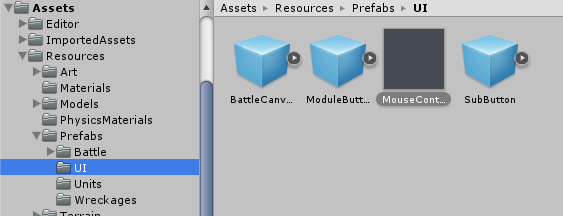 Assets
Editor
ImportedAssets
Resources
Art
Materials
Models
PhysicsMaterials
Prefabs
Battle
UI
Units
Wreckages
Terrain
Assets ▸ Resources ▸ Prefabs ▸ UI
BattleCanv... ModuleButt... MouseCont... SubButton